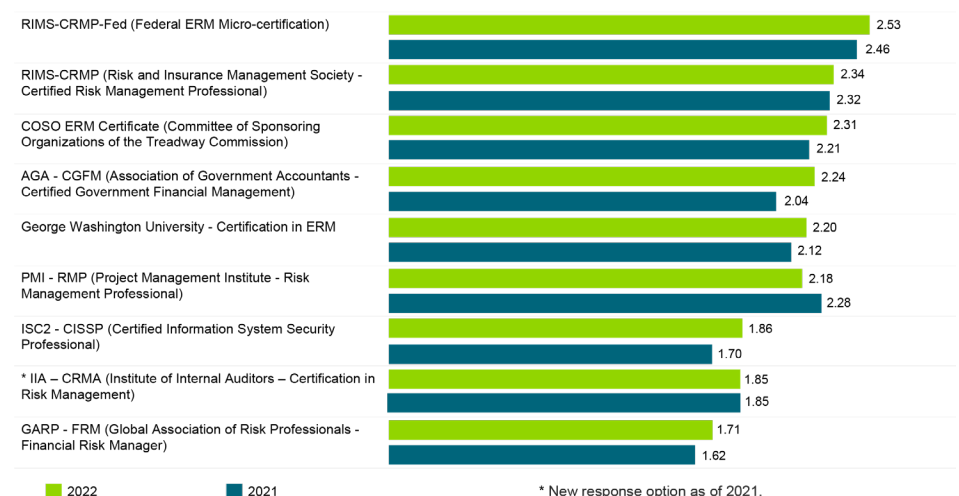 RIMS-CRMP-Fed (Federal ERM Micro-certification)
2.53
2.46
RIMS-CRMP (Risk and Insurance Management Society -
Certified Risk Management Professional)
2.34
2.32
COSO ERM Certificate (Committee of Sponsoring
Organizations of the Treadway Commission)
2.31
2.21
AGA - CGFM (Association of Government Accountants -
Certified Government Financial Management)
2.24
2.04
George Washington University - Certification in ERM
2.20
2.12
PMI - RMP (Project Management Institute - Risk
Management Professional)
2.18
2.28
ISC2 - CISSP (Certified Information System Security
Professional)
1.86
1.70
* IIA – CRMA (Institute of Internal Auditors – Certification in
Risk Management)
1.85
1.85
GARP - FRM (Global Association of Risk Professionals -
Financial Risk Manager)
1.71
1.62
2022
2021
* New response option as of 2021.